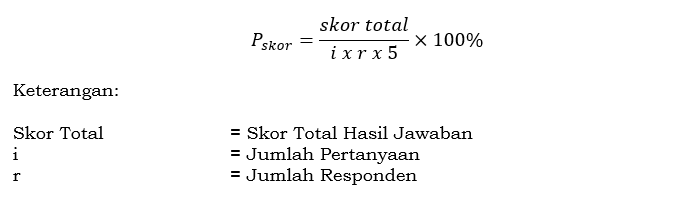 P_skor = skor total / i x r x 5 × 100%
Keterangan:
Skor Total = Skor Total Hasil Jawaban
i = Jumlah Pertanyaan
r = Jumlah Responden